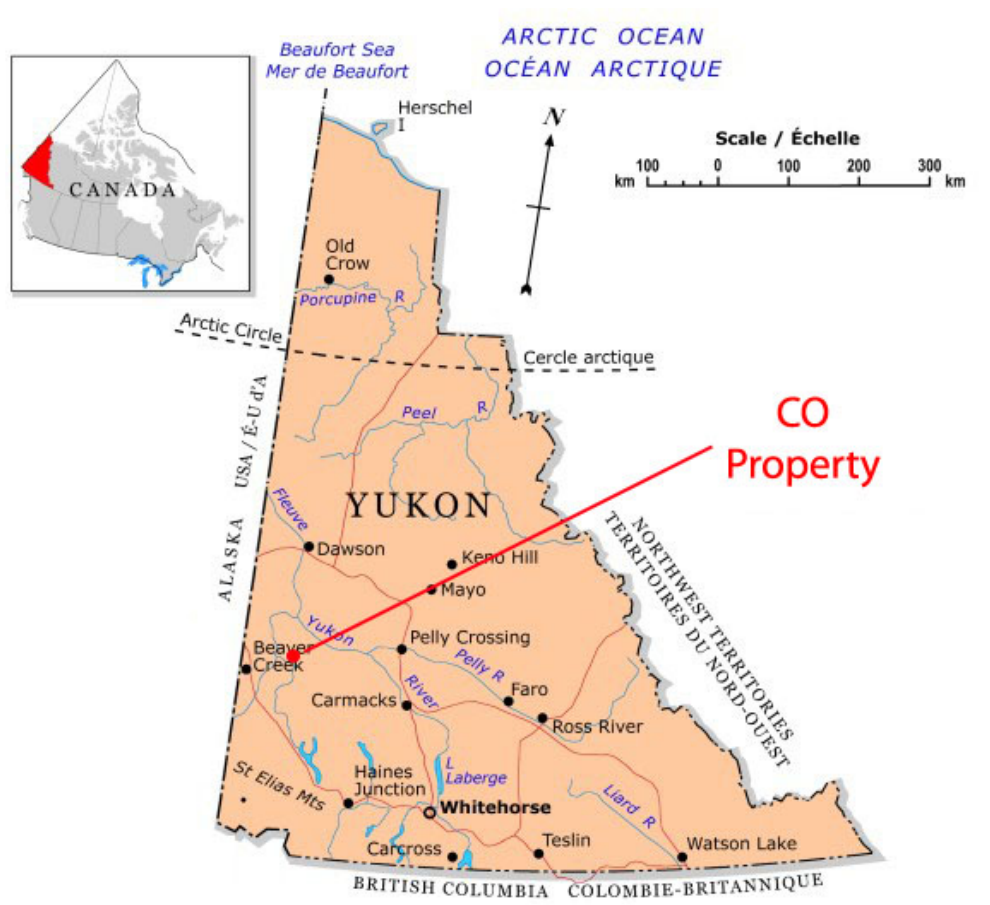 ARCTIC OCEAN
OCÉAN ARCTIQUE
Beaufort Sea
Mer de Beaufort
Herschel
I
N
Scale / Échelle
km 100 0 100 200 300 km
CANADA
Old
Crow
Porcupine R
Arctic Circle
Cercle arctique
ALASKA USA / É-U d'A
Peel R
CO
Property
YUKON
Fleuve
Dawson
Keno Hill
Mayo
NORTHWEST TERRITORIES
TERRITOIRES DU NORD-OUEST
Yukon
Beaver
Creek
Pelly Crossing
Pelly R
River
Carmacks
Faro
Ross River
St Elias Mts
Haines
Junction
L
Laberge
Whitehorse
Liard R
Carcross
Teslin
Watson Lake
BRITISH COLUMBIA COLOMBIE-BRITANNIQUE